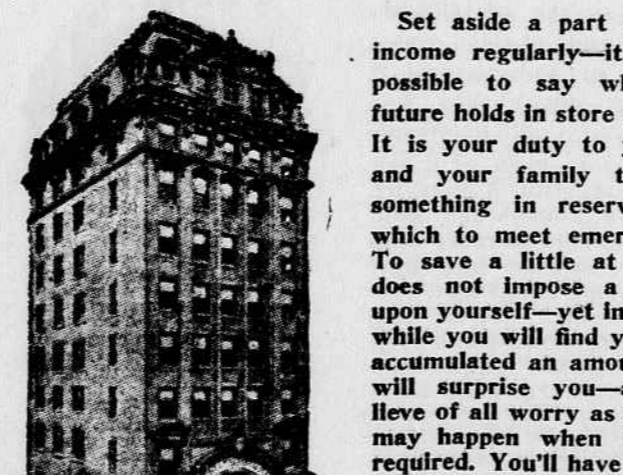 Set aside a part
income regularly—it
possible to say wh
future holds in store
It is your duty to y
and your family t
something in reserv
which to meet emer
To save a little at
does not impose a
upon yourself—yet in
while you will find y
accumulated an amou
will surprise you—a
lieve of all worry as
may happen when
required. You'll have